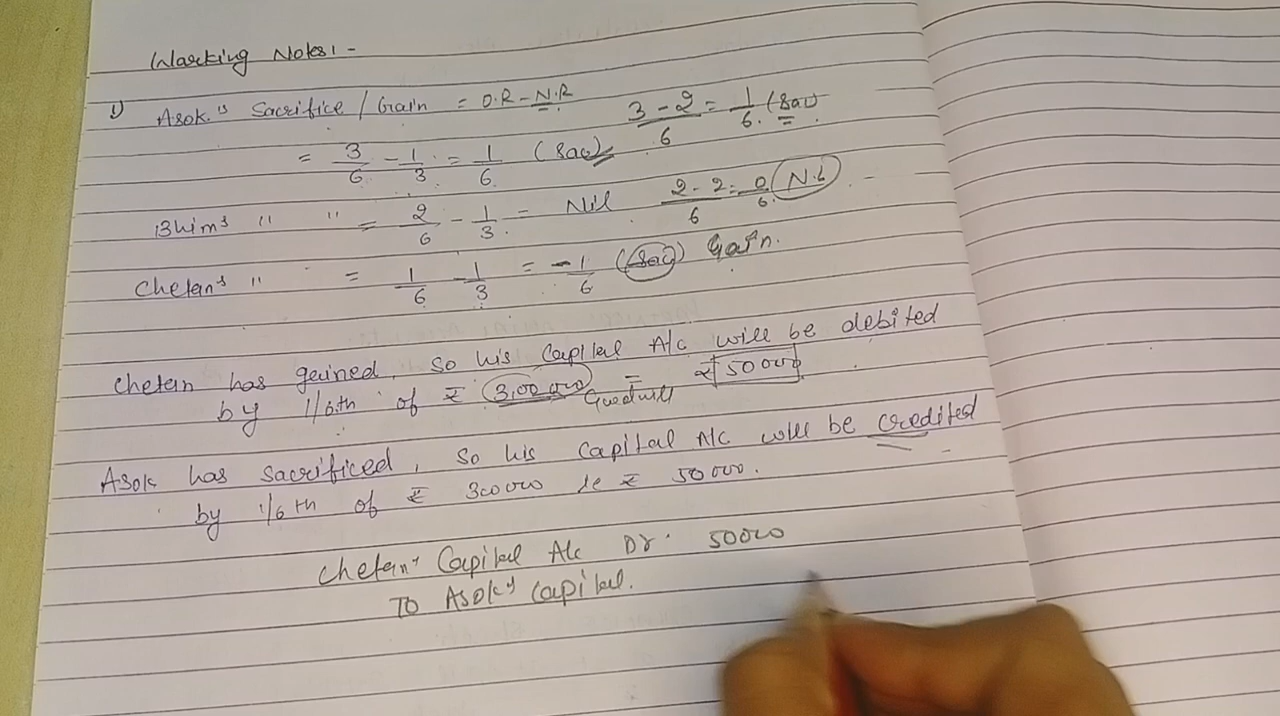 Working Notes:-
1) Asok's Sacrifice / Gain = O.R - N.R
3 - 2 / 6 = 1/6 (Sac)
= 3/6 - 1/3 = 1/6 (Sac)
Bhim's " " = 2/6 - 1/3 = Nil
2 - 2 / 6 = 0/6 (Nil)
Chetan's " = 1/6 - 1/3 = -1/6 (Sac) Gain.
Chetan has gained, so his Capital A/c will be debited
by 1/6th of ₹ 3,00,000 Goodwill = ₹ 50000
Asok has sacrificed, so his Capital A/c will be credited
by 1/6th of ₹ 300000 ie ₹ 50000.
Chetan's Capital A/c Dr. 50000
To Asok's Capital.